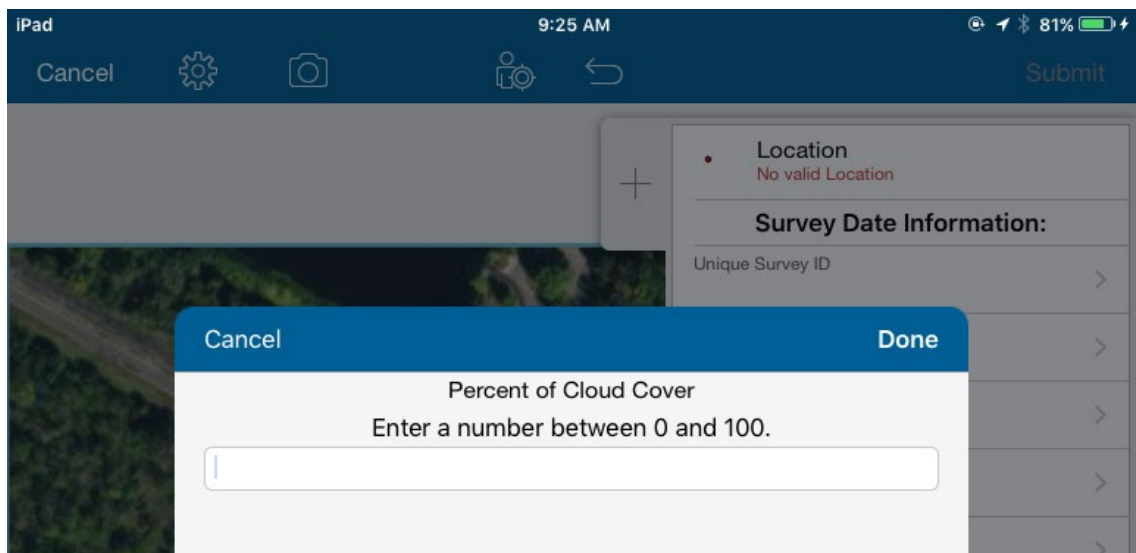 iPad 9:25 AM 81%
Cancel Submit
Location
No valid Location
Survey Date Information:
Unique Survey ID
Cancel Done
Percent of Cloud Cover
Enter a number between 0 and 100.